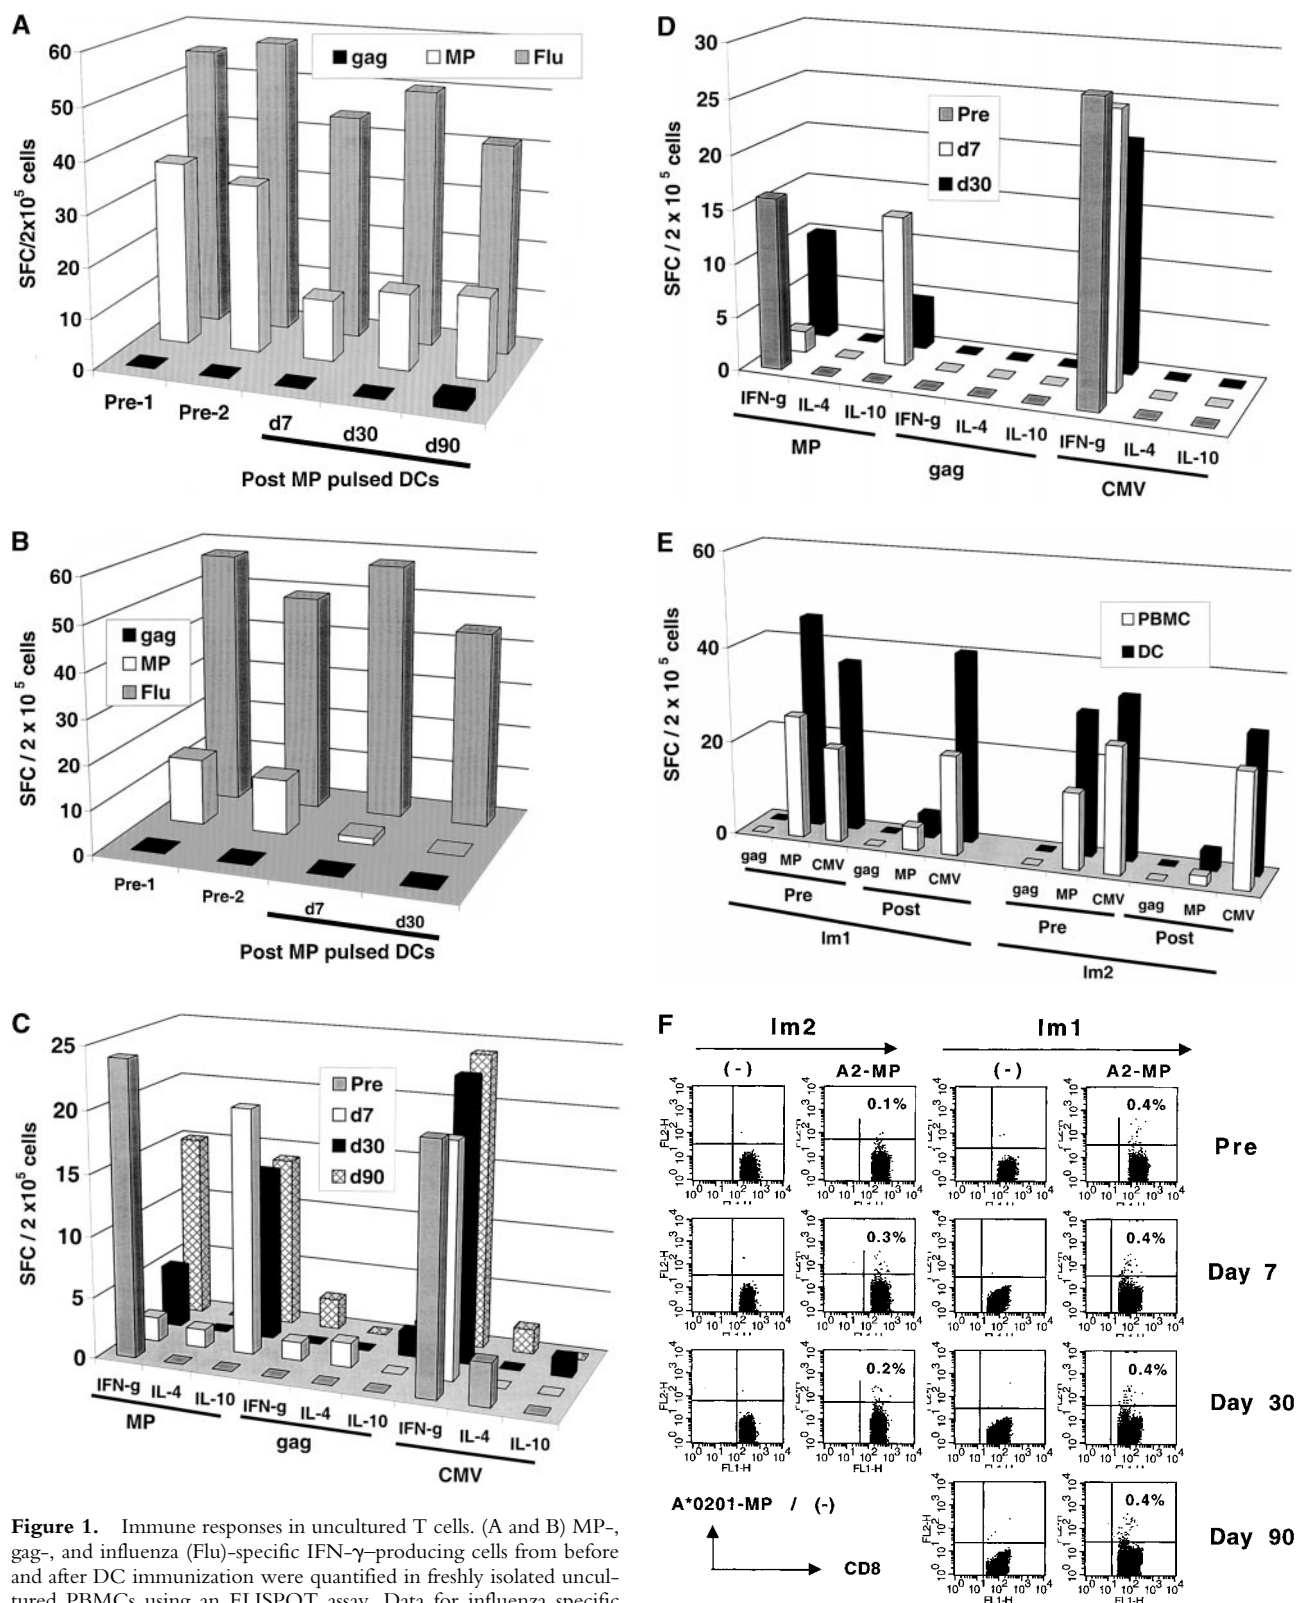 A
gag MP Flu
60
50
40
30
20
10
0
SFC/2x10⁵ cells
Pre-1 Pre-2 d7 d30 d90
Post MP pulsed DCs
B
gag
MP
Flu
60
50
40
30
20
10
0
SFC / 2 x 10 ⁵ cells
Pre-1 Pre-2 d7 d30
Post MP pulsed DCs
C
Pre
d7
d30
d90
25
20
15
10
5
0
SFC / 2 x10⁵ cells
IFN-g IL-4 IL-10 IFN-g IL-4 IL-10 IFN-g IL-4 IL-10
MP gag CMV
Figure 1. Immune responses in uncultured T cells. (A and B) MP-,
gag-, and influenza (Flu)-specific IFN-γ–producing cells from before
and after DC immunization were quantified in freshly isolated uncul-
tured PBMCs using an ELISPOT assay. Data for influenza specific
D
Pre
d7
d30
30
25
20
15
10
5
0
SFC / 2 x 10 ⁵ cells
IFN-g IL-4 IL-10 IFN-g IL-4 IL-10 IFN-g IL-4 IL-10
MP gag CMV
E
PBMC
DC
60
40
20
0
SFC / 2 x 10 ⁵ cells
gag MP CMV gag MP CMV gag MP CMV gag MP CMV
Pre Post Pre Post
Im1 Im2
F
Im2 Im1
(-) A2-MP (-) A2-MP
0.1% 0.4% Pre
0.3% 0.4% Day 7
0.2% 0.4% Day 30
FL1-H FL1-H
0.4% Day 90
A*0201-MP / (-)
CD8
FL1-H FL1-H